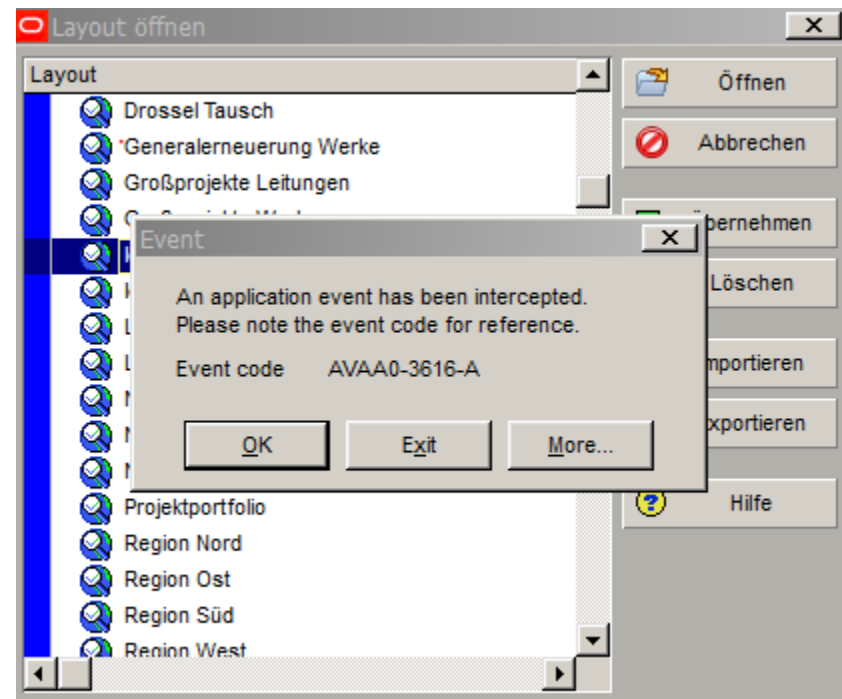 Layout öffnen
Layout
Drossel Tausch
*Generalerneuerung Werke
Großprojekte Leitungen
Projektportfolio
Region Nord
Region Ost
Region Süd
Region West
Event
An application event has been intercepted.
Please note the event code for reference.
Event code AVAA0-3616-A
OK
Exit
More...
Öffnen
Abbrechen
Löschen
Hilfe